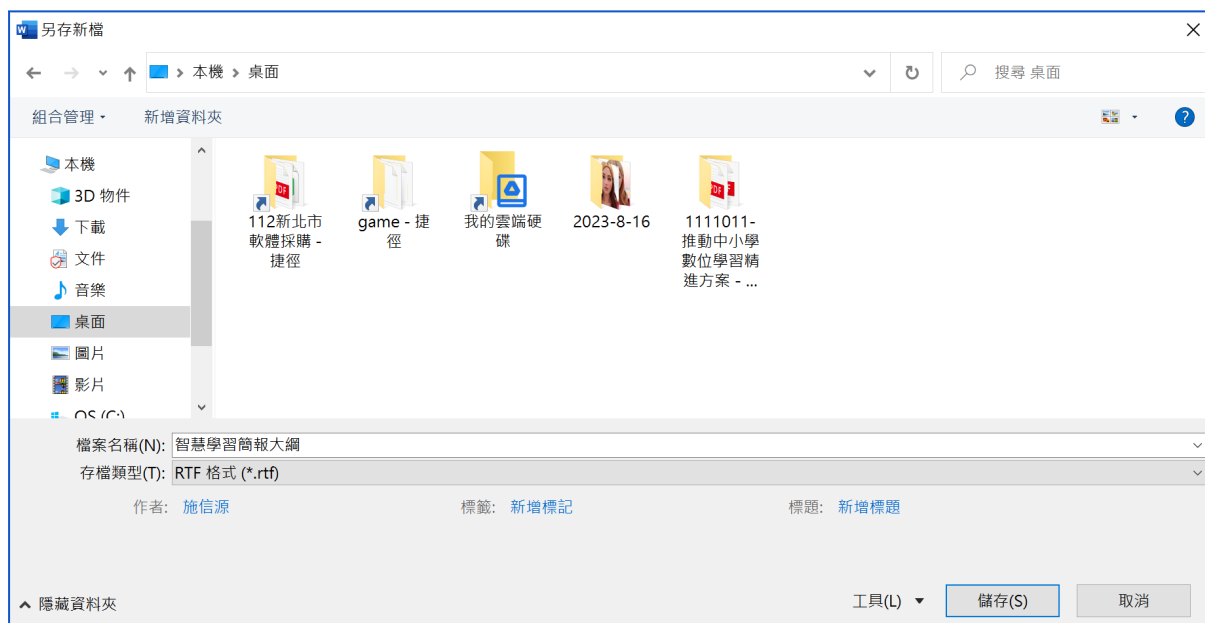 另存新檔
本機 > 桌面
搜尋 桌面
組合管理
新增資料夾
本機
3D 物件
下載
文件
音樂
桌面
圖片
影片
OS (C:)
112新北市
軟體採購 -
捷徑
game - 捷
徑
我的雲端硬
碟
2023-8-16
1111011-
推動中小學
數位學習精
進方案 - ...
檔案名稱(N): 智慧學習簡報大綱
存檔類型(T): RTF 格式 (*.rtf)
作者: 施信源 標籤: 新增標記 標題: 新增標題
隱藏資料夾
工具(L) 儲存(S) 取消